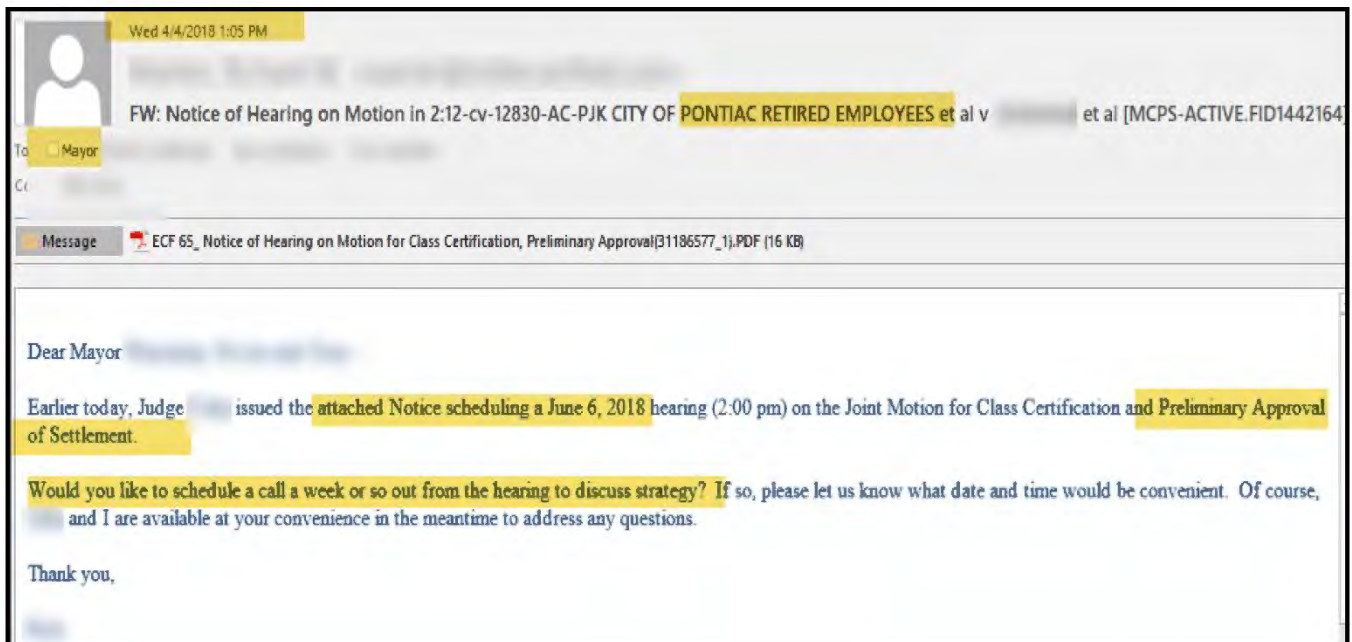 Wed 4/4/2018 1:05 PM
FW: Notice of Hearing on Motion in 2:12-cv-12830-AC-PJK CITY OF PONTIAC RETIRED EMPLOYEES et al v et al [MCPS-ACTIVE.FID1442164]
To Mayor
Message ECF 65_ Notice of Hearing on Motion for Class Certification, Preliminary Approval(31186577_1).PDF (16 KB)
Dear Mayor
Earlier today, Judge issued the attached Notice scheduling a June 6, 2018 hearing (2:00 pm) on the Joint Motion for Class Certification and Preliminary Approval
of Settlement.
Would you like to schedule a call a week or so out from the hearing to discuss strategy? If so, please let us know what date and time would be convenient. Of course,
and I are available at your convenience in the meantime to address any questions.
Thank you,